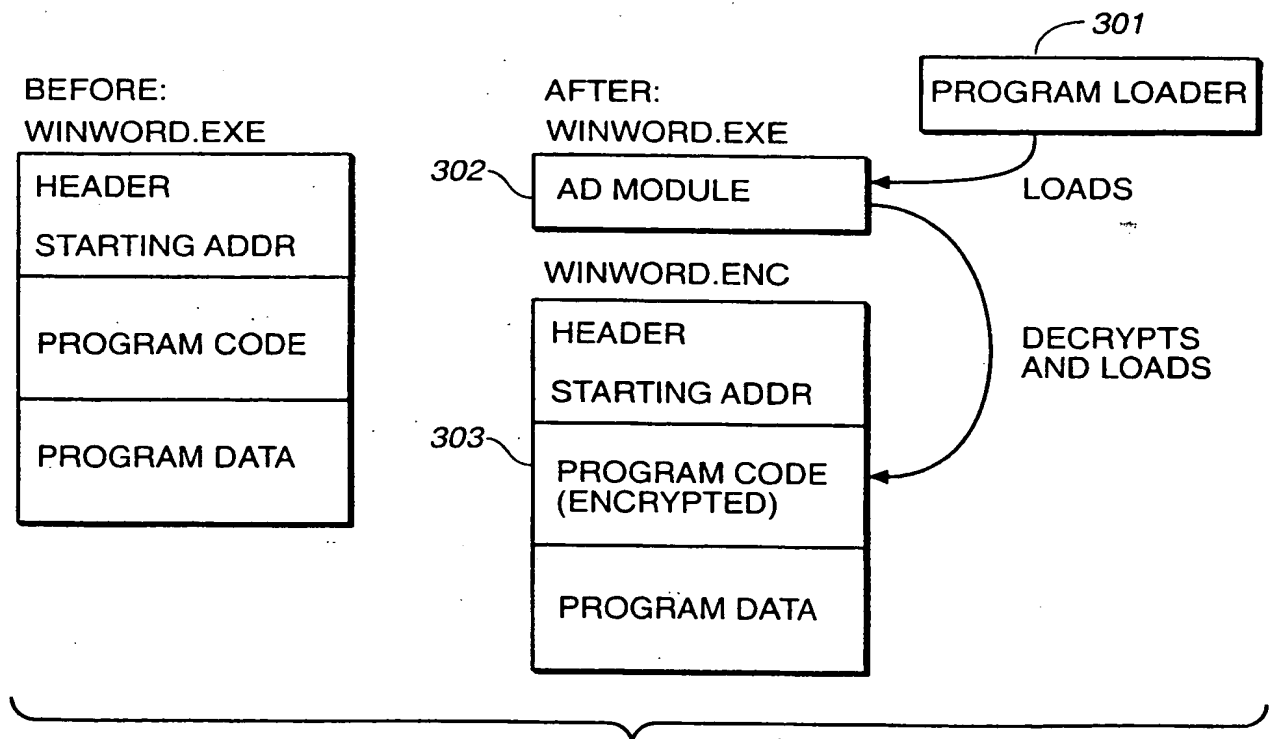 BEFORE:
WINWORD.EXE
HEADER
STARTING ADDR
PROGRAM CODE
PROGRAM DATA
AFTER:
WINWORD.EXE
302
AD MODULE
301
PROGRAM LOADER
LOADS
WINWORD.ENC
HEADER
STARTING ADDR
303
PROGRAM CODE
(ENCRYPTED)
PROGRAM DATA
DECRYPTS
AND LOADS